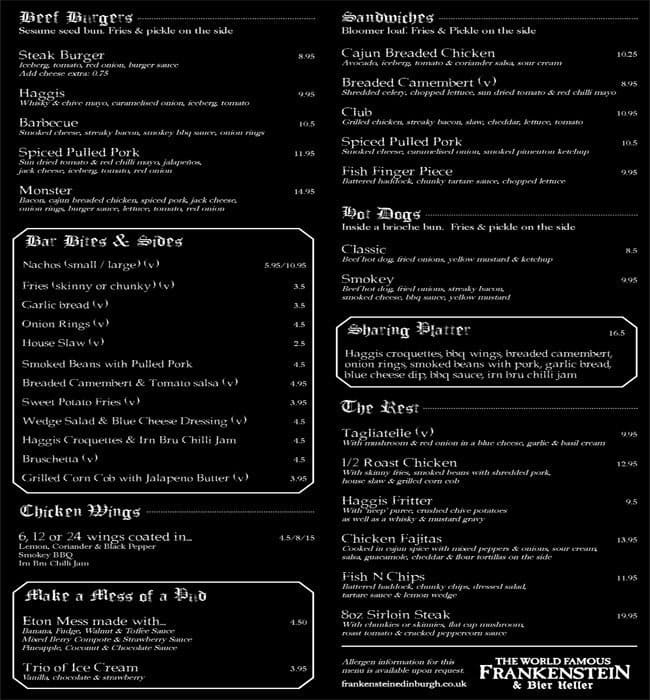 Beef Burgers
Sesame seed bun. Fries & pickle on the side
Steak Burger 8.95
Iceberg, tomato, red onion, burger sauce
Add cheese extra: 0.75
Haggis 9.95
Whisky & chive mayo, caramelised onion, iceberg, tomato
Barbecue 10.5
Smoked cheese, streaky bacon, smokey bbq sauce, onion rings
Spiced Pulled Pork 11.95
Sun dried tomato & red chilli mayo, jalapeños,
jack cheese, iceberg, tomato, red onion
Monster 14.95
Bacon, cajun breaded chicken, spiced pork, jack cheese,
onion rings, burger sauce, lettuce, tomato, red onion
Bar Bites & Sides
Nachos (small / large) (v) 5.95/10.95
Fries (skinny or chunky) (v) 3.5
Garlic bread (v) 3.5
Onion Rings (v) 4.5
House Slaw (v) 2.5
Smoked Beans with Pulled Pork 4.5
Breaded Camembert & Tomato salsa (v) 4.95
Sweet Potato Fries (v) 3.95
Wedge Salad & Blue Cheese Dressing (v) 4.5
Haggis Croquettes & Irn Bru Chilli Jam 4.5
Bruschetta (v) 4.5
Grilled Corn Cob with Jalapeno Butter (v) 3.95
Chicken Wings
6, 12 or 24 wings coated in... 4.5/8/15
Lemon, Coriander & Black Pepper
Smokey BBQ
Irn Bru Chilli Jam
Make a Mess of a Pud
Eton Mess made with... 4.50
Banana, Fudge, Walnut & Toffee Sauce
Mixed Berry Compote & Strawberry Sauce
Pineapple, Coconut & Chocolate Sauce
Trio of Ice Cream 3.95
Vanilla, chocolate & strawberry
Sandwiches
Bloomer loaf. Fries & Pickle on the side
Cajun Breaded Chicken 10.25
Avocado, iceberg, tomato & coriander salsa, sour cream
Breaded Camembert (v) 8.95
Shredded celery, chopped lettuce, sun dried tomato & red chilli mayo
Club 10.95
Grilled chicken, streaky bacon, slaw, cheddar, lettuce, tomato
Spiced Pulled Pork 10.5
Smoked cheese, caramelised onion, smoked pimenton ketchup
Fish Finger Piece 9.95
Battered haddock, chunky tartare sauce, chopped lettuce
Hot Dogs
Inside a brioche bun. Fries & pickle on the side
Classic 8.5
Beef hot dog, fried onions, yellow mustard & ketchup
Smokey 9.95
Beef hot dog, fried onions, streaky bacon,
smoked cheese, bbq sauce, yellow mustard
Sharing Platter 16.5
Haggis croquettes, bbq wings, breaded camembert,
onion rings, smoked beans with pork, garlic bread,
blue cheese dip, bbq sauce, irn bru chilli jam
The Rest
Tagliatelle (v) 9.95
With mushroom & red onion in a blue cheese, garlic & basil cream
1/2 Roast Chicken 12.95
With skinny fries, smoked beans with shredded pork,
house slaw & grilled corn cob
Haggis Fritter 9.5
With 'neep' puree, crushed chive potatoes
as well as a whisky & mustard gravy
Chicken Fajitas 13.95
Cooked in cajun spice with mixed peppers & onions, sour cream,
salsa, guacamole, cheddar & flour tortillas on the side
Fish N Chips 11.95
Battered haddock, chunky chips, dressed salad,
tartare sauce & lemon wedge
8oz Sirloin Steak 19.95
With chunkies or skinnies, flat cup mushroom,
roast tomato & cracked peppercorn sauce
Allergen information for this
menu is available upon request.
frankensteinedinburgh.co.uk
THE WORLD FAMOUS
FRANKENSTEIN
& Bier Keller